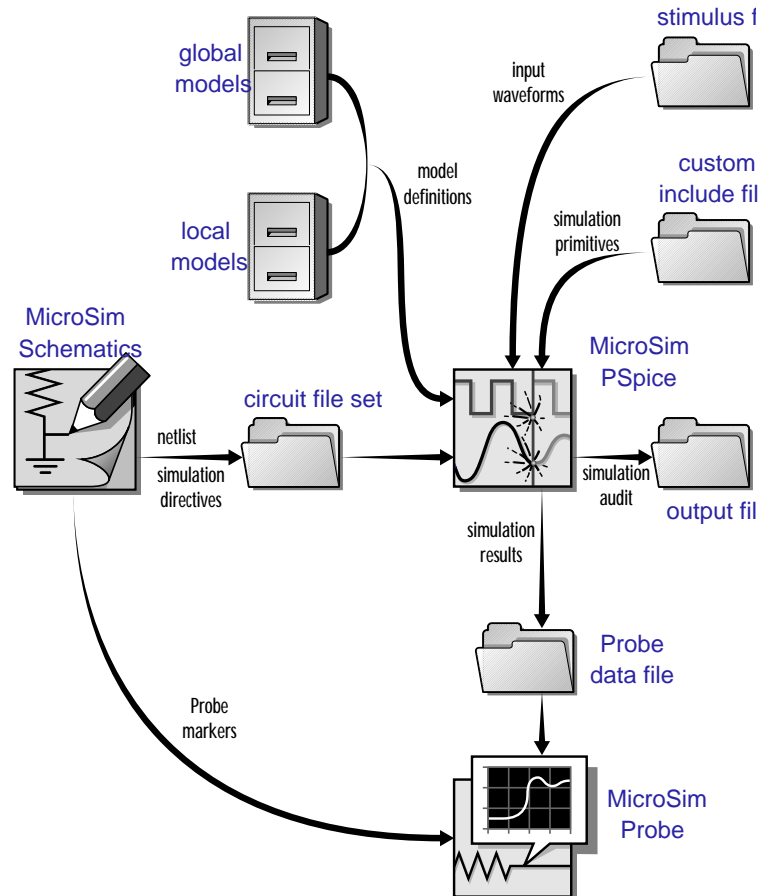 stimulus f
global
models
input
waveforms
custom
include fil
model
definitions
simulation
primitives
local
models
MicroSim
Schematics
MicroSim
PSpice
circuit file set
netlist
simulation
directives
simulation
audit
output fil
simulation
results
Probe
data file
Probe
markers
MicroSim
Probe